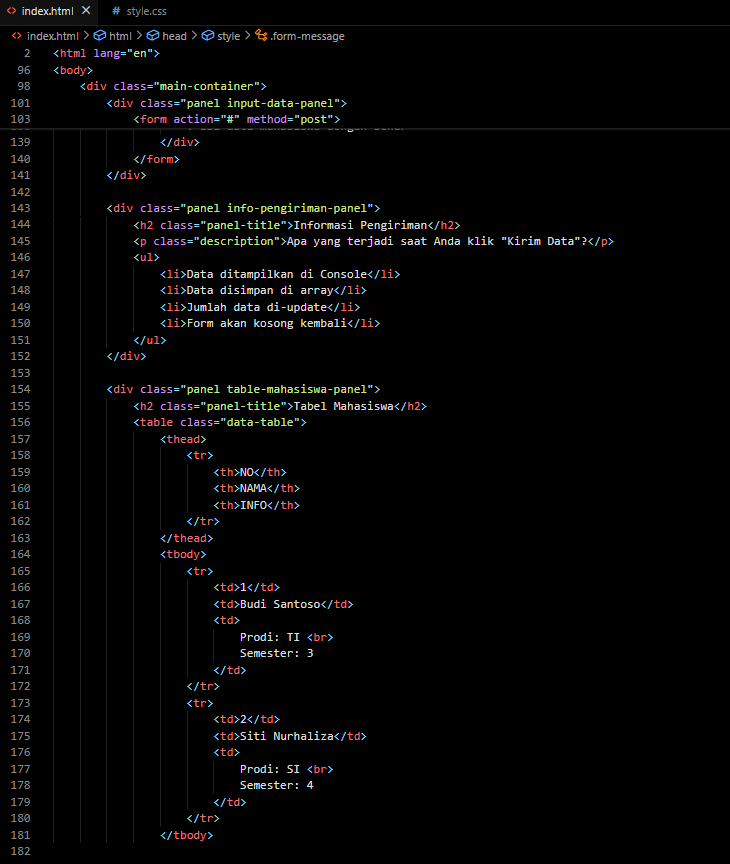 index.html
# style.css
index.html > html > head > style > .form-message
2 <html lang="en">
96 <body>
98 <div class="main-container">
101 <div class="panel input-data-panel">
103 <form action="#" method="post">
139 </div>
140 </form>
141 </div>
142
143 <div class="panel info-pengiriman-panel">
144 <h2 class="panel-title">Informasi Pengiriman</h2>
145 <p class="description">Apa yang terjadi saat Anda klik "Kirim Data"?</p>
146 <ul>
147 <li>Data ditampilkan di Console</li>
148 <li>Data disimpan di array</li>
149 <li>Jumlah data di-update</li>
150 <li>Form akan kosong kembali</li>
151 </ul>
152 </div>
153
154 <div class="panel table-mahasiswa-panel">
155 <h2 class="panel-title">Tabel Mahasiswa</h2>
156 <table class="data-table">
157 <thead>
158 <tr>
159 <th>NO</th>
160 <th>NAMA</th>
161 <th>INFO</th>
162 </tr>
163 </thead>
164 <tbody>
165 <tr>
166 <td>1</td>
167 <td>Budi Santoso</td>
168 <td>
169 Prodi: TI <br>
170 Semester: 3
171 </td>
172 </tr>
173 <tr>
174 <td>2</td>
175 <td>Siti Nurhaliza</td>
176 <td>
177 Prodi: SI <br>
178 Semester: 4
179 </td>
180 </tr>
181 </tbody>
182